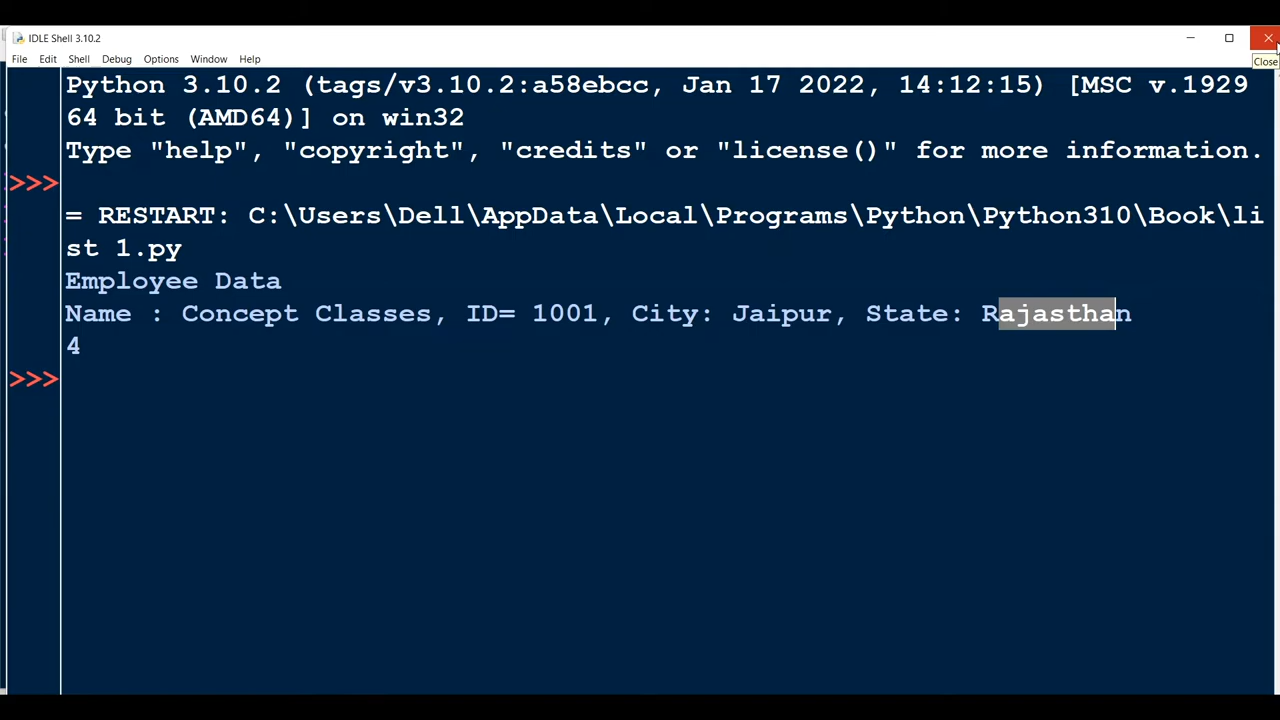 IDLE Shell 3.10.2
File Edit Shell Debug Options Window Help
Close
Python 3.10.2 (tags/v3.10.2:a58ebcc, Jan 17 2022, 14:12:15) [MSC v.1929
64 bit (AMD64)] on win32
Type "help", "copyright", "credits" or "license()" for more information.
>>>
= RESTART: C:\Users\Dell\AppData\Local\Programs\Python\Python310\Book\li
st 1.py
Employee Data
Name : Concept Classes, ID= 1001, City: Jaipur, State: Rajasthan
4
>>>